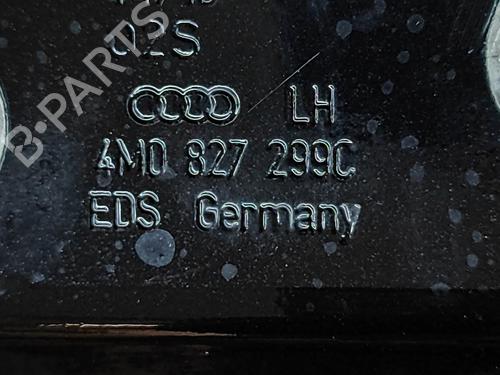 02S
LH
4M0 827 299C
EDS Germany
B-PARTS